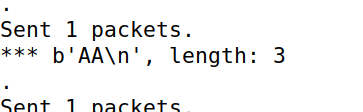 .
Sent 1 packets.
*** b'AA\n', length: 3
.
Sent 1 packets.